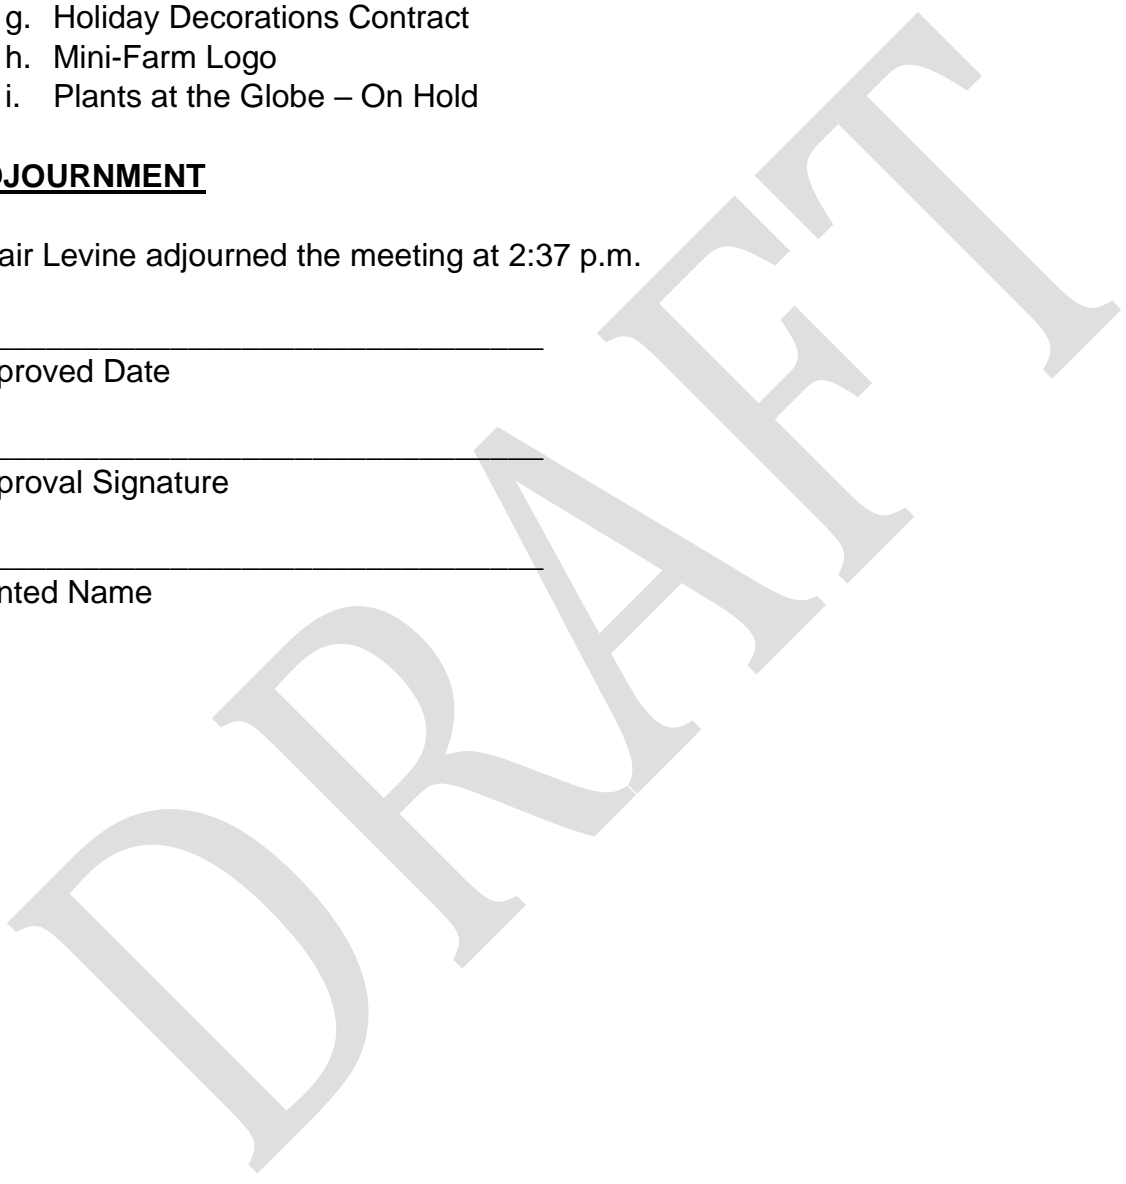 g. Holiday Decorations Contract
h. Mini-Farm Logo
i. Plants at the Globe – On Hold
DJOURNMENT
air Levine adjourned the meeting at 2:37 p.m.
proved Date
proval Signature
nted Name
DRAFT